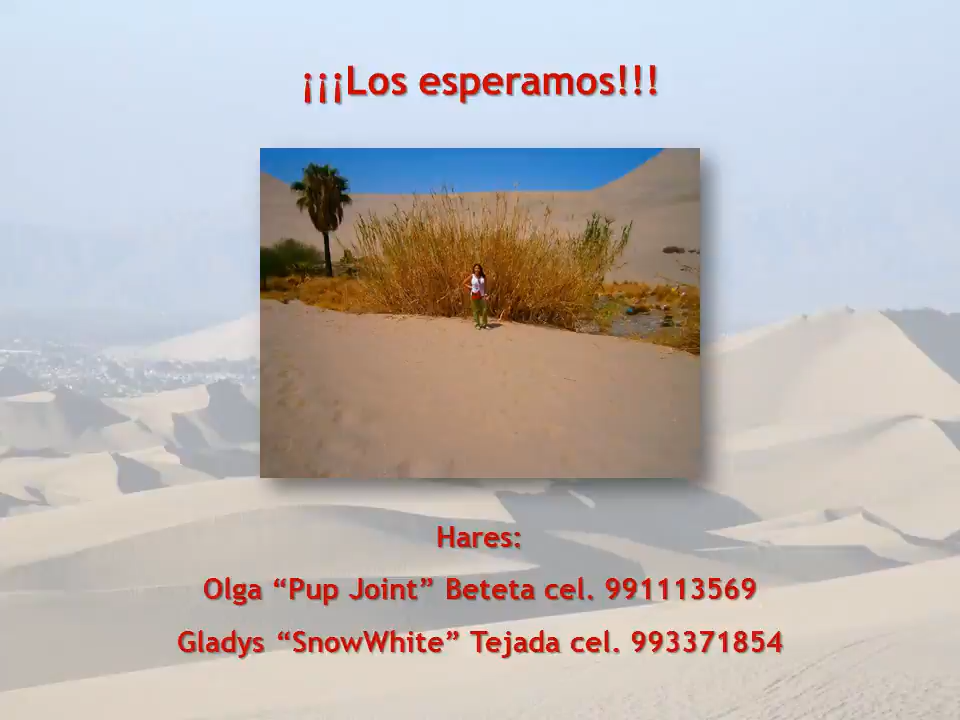 ¡¡¡Los esperamos!!!
Hares:
Olga “Pup Joint” Beteta cel. 991113569
Gladys “SnowWhite” Tejada cel. 993371854